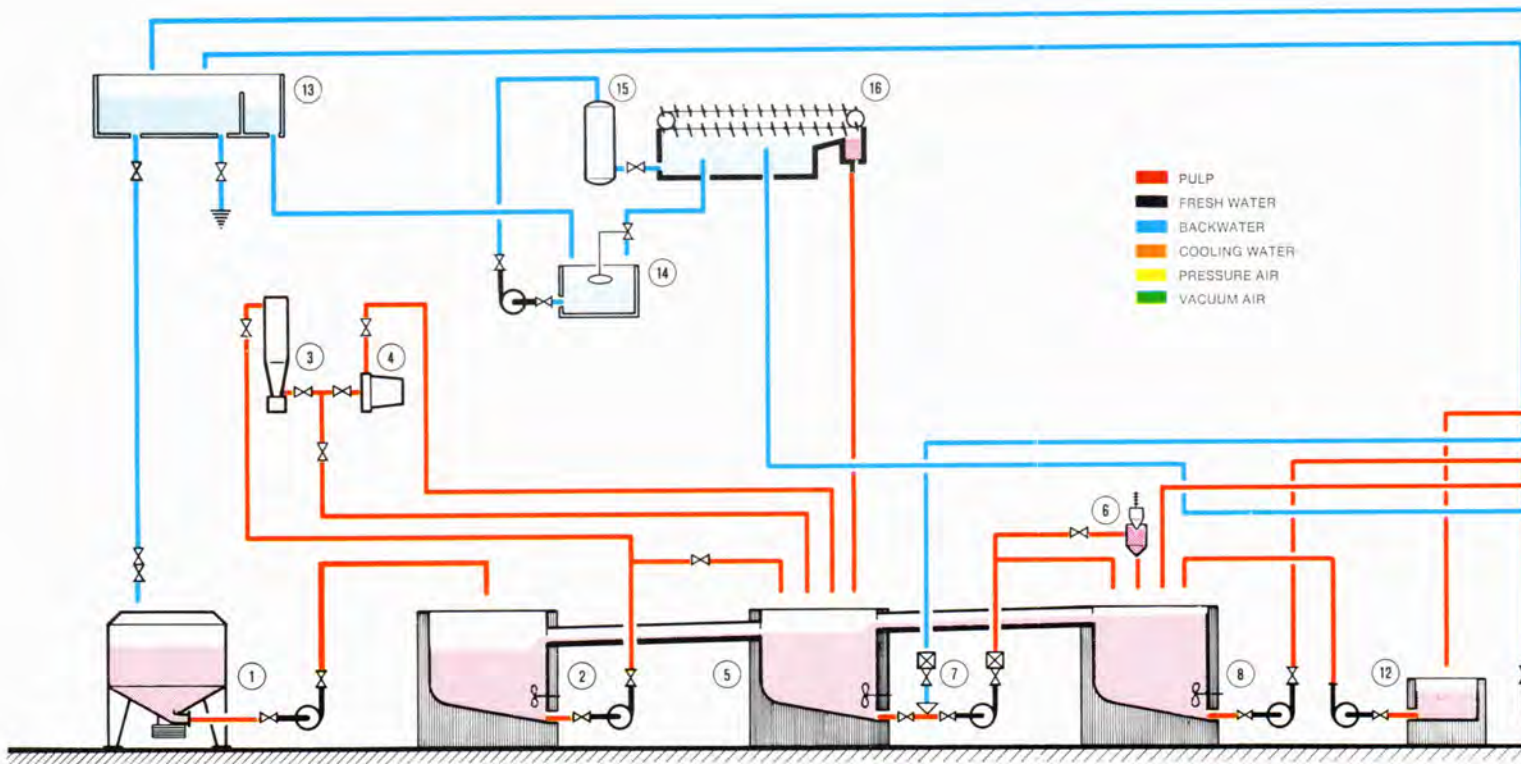 13
15
16
PULP
FRESH WATER
BACKWATER
COOLING WATER
PRESSURE AIR
VACUUM AIR
14
3
4
6
1
2
5
7
8
12